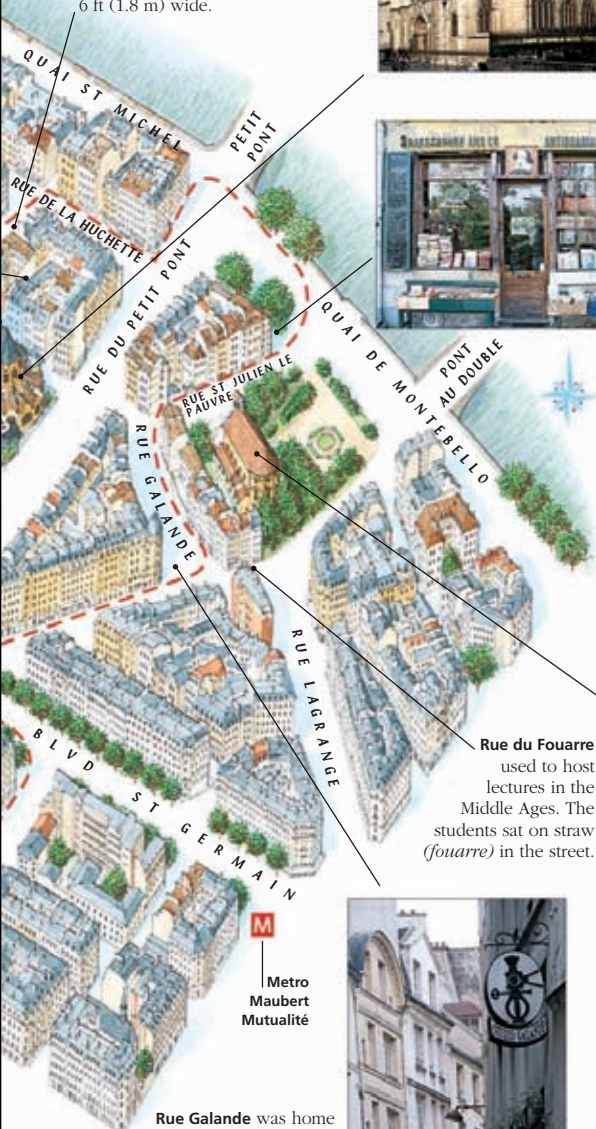 6 ft (1.8 m) wide.
QUAI ST MICHEL
PETIT
PONT
RUE DE LA HUCHETTE
RUE DU PETIT PONT
QUAI DE MONTEBELLO
PONT
AU DOUBLE
RUE ST JULIEN LE
PAUVRE
RUE GALANDE
RUE LAGRANGE
Rue du Fouarre
used to host
lectures in the
Middle Ages. The
students sat on straw
(fouarre) in the street.
BLVD ST GERMAIN
M
Metro
Maubert
Mutualité
Rue Galande was home